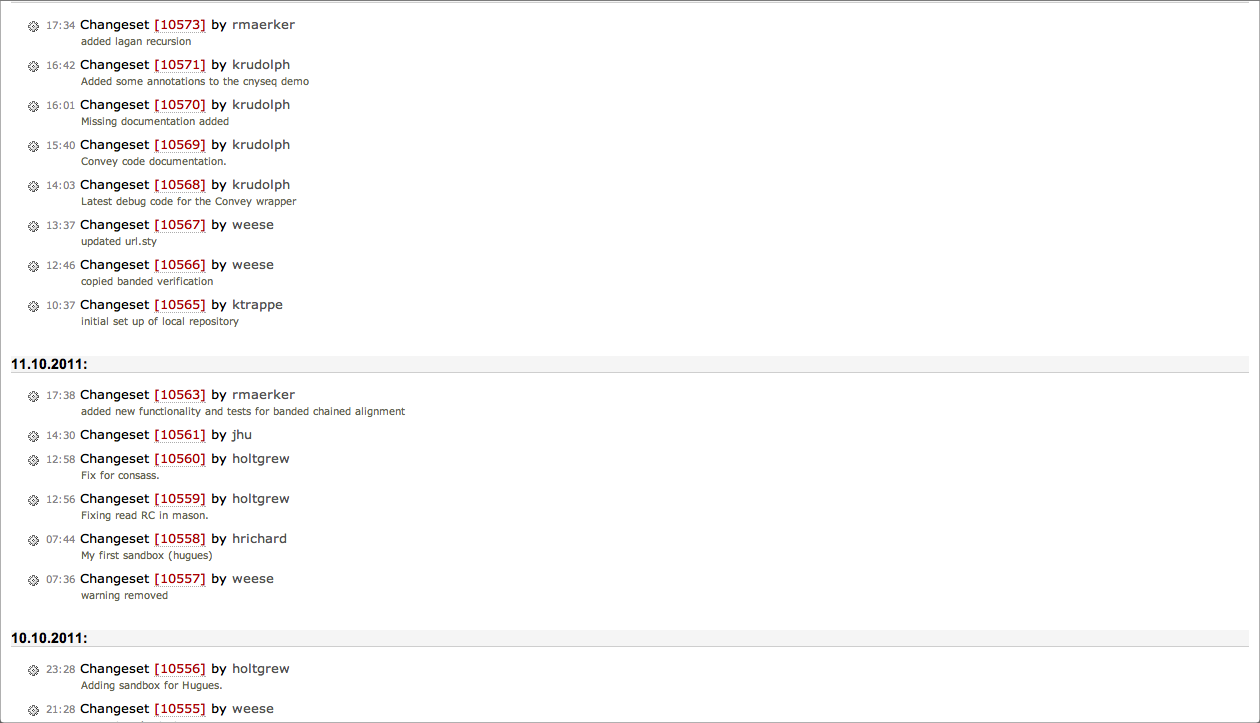 17:34 Changeset [10573] by rmaerker
added lagan recursion
16:42 Changeset [10571] by krudolph
Added some annotations to the cnyseq demo
16:01 Changeset [10570] by krudolph
Missing documentation added
15:40 Changeset [10569] by krudolph
Convey code documentation.
14:03 Changeset [10568] by krudolph
Latest debug code for the Convey wrapper
13:37 Changeset [10567] by weese
updated url.sty
12:46 Changeset [10566] by weese
copied banded verification
10:37 Changeset [10565] by ktrappe
initial set up of local repository
11.10.2011:
17:38 Changeset [10563] by rmaerker
added new functionality and tests for banded chained alignment
14:30 Changeset [10561] by jhu
12:58 Changeset [10560] by holtgrew
Fix for consass.
12:56 Changeset [10559] by holtgrew
Fixing read RC in mason.
07:44 Changeset [10558] by hrichard
My first sandbox (hugues)
07:36 Changeset [10557] by weese
warning removed
10.10.2011:
23:28 Changeset [10556] by holtgrew
Adding sandbox for Hugues.
21:28 Changeset [10555] by weese